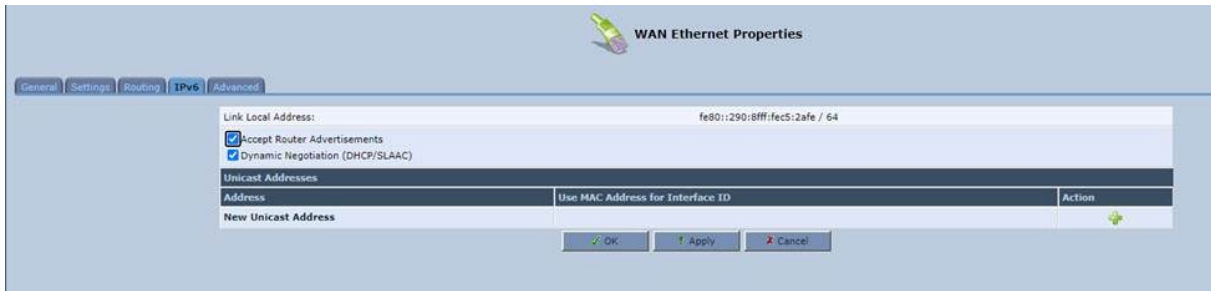 WAN Ethernet Properties
General Settings Routing IPv6 Advanced
Link Local Address: fe80::290:8fff:fec5:2afe / 64
Accept Router Advertisements
Dynamic Negotiation (DHCP/SLAAC)
Unicast Addresses
Address Use MAC Address for Interface ID Action
New Unicast Address
OK Apply Cancel